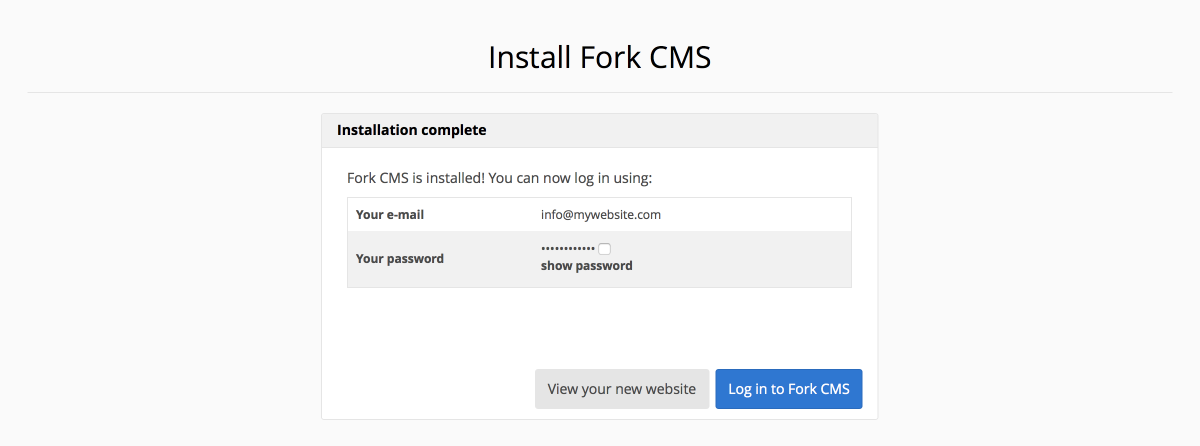 Install Fork CMS
Installation complete
Fork CMS is installed! You can now log in using:
Your e-mail info@mywebsite.com
Your password ••••••••••••
show password
View your new website Log in to Fork CMS